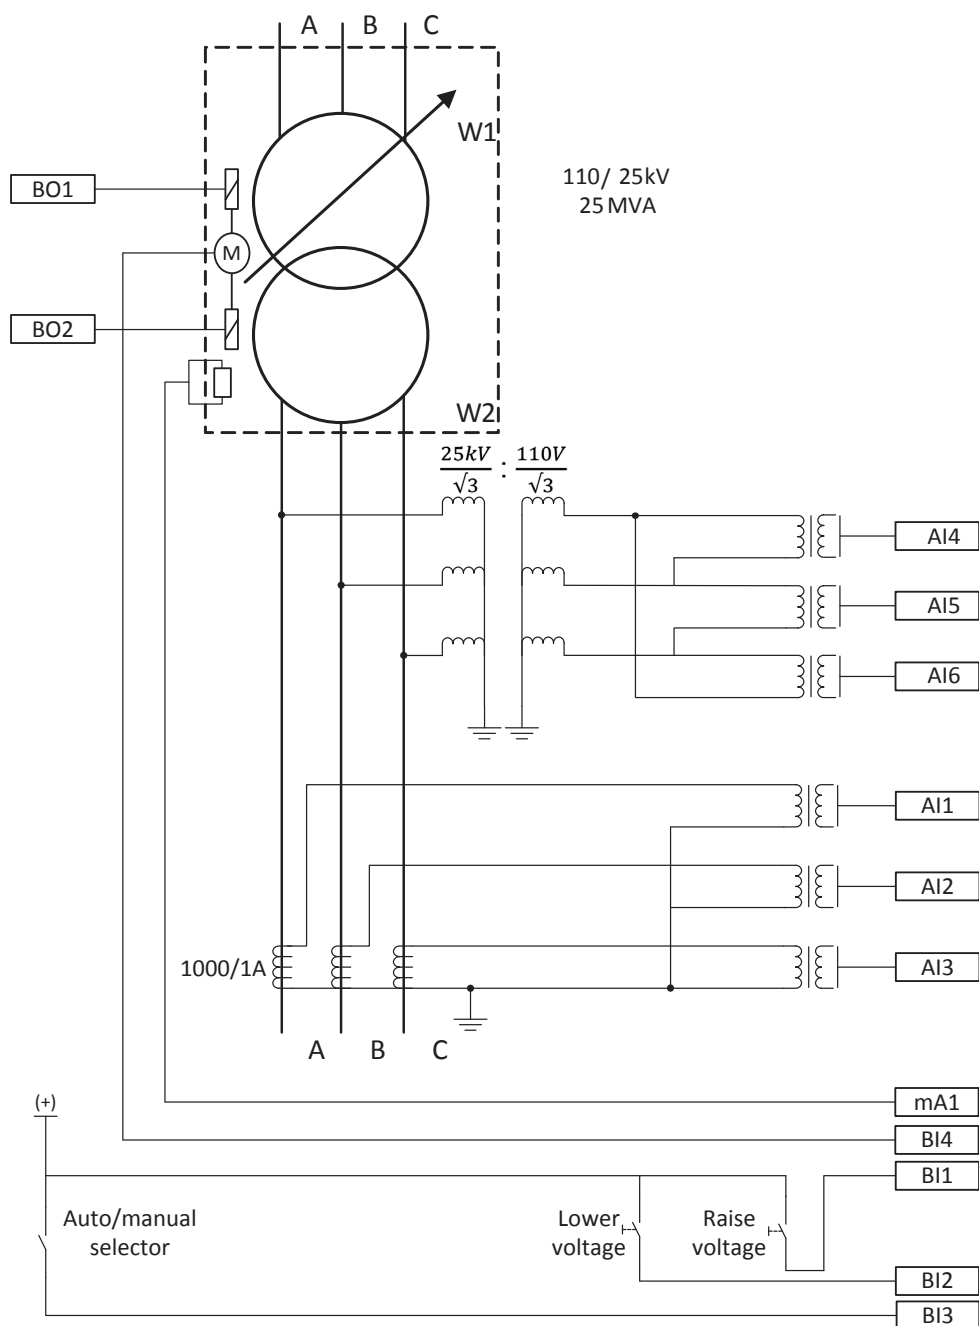 A B C
W1
110/ 25kV
25 MVA
BO1
M
BO2
W2
25kV/√3 : 110V/√3
AI4
AI5
AI6
AI1
AI2
1000/1A
AI3
A B C
(+)
mA1
BI4
BI1
Auto/manual
selector
Lower
voltage
Raise
voltage
BI2
BI3